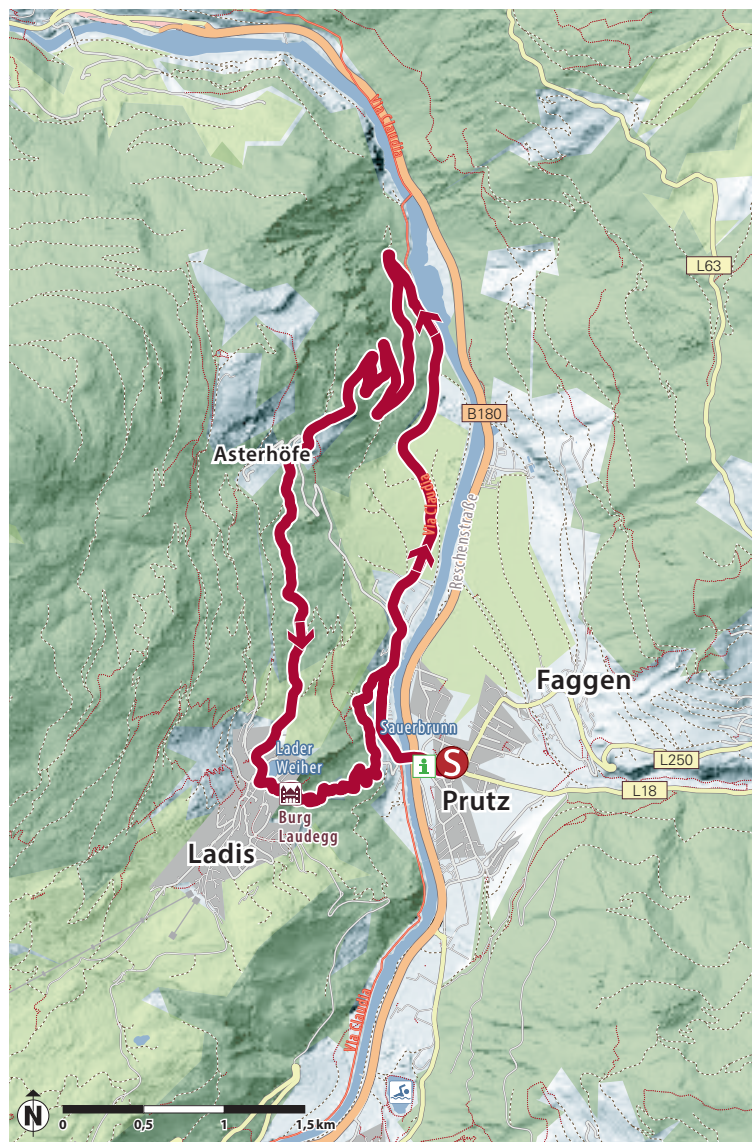 Via Claudia
L63
B180
Asterhöfe
Via Claudia
Reschenstraße
Faggen
Sauerbrunn
Lader
Weiher
i
S
L250
L18
Prutz
Burg
Laudegg
Ladis
Via Claudia
N
0
0,5
1
1,5 km